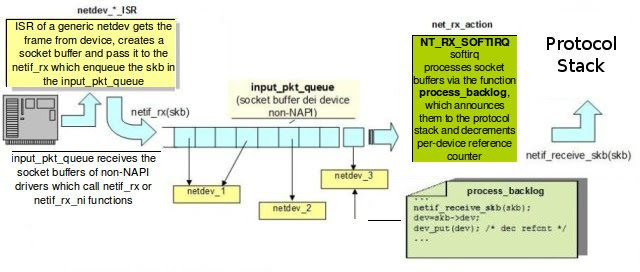 netdev_*_ISR
ISR of a generic netdev gets the
frame from device, creates a
socket buffer and pass it to the
netif_rx which enqueue the skb in
the input_pkt_queue
netif_rx(skb)
input_pkt_queue receives the
socket buffers of non-NAPI
drivers which call netif_rx or
netif_rx_ni functions
input_pkt_queue
(socket buffer dei device
non-NAPI)
netdev_1
netdev_2
netdev_3
net_rx_action
NT_RX_SOFTIRQ
softirq
processes socket
buffers via the function
process_backlog,
which announces
them to the protocol
stack and decrements
per-device reference
counter
Protocol
Stack
netif_receive_skb(skb)
process_backlog
...
netif_receive_skb(skb);
dev=skb->dev;
dev_put(dev); /* dec refcnt */
...